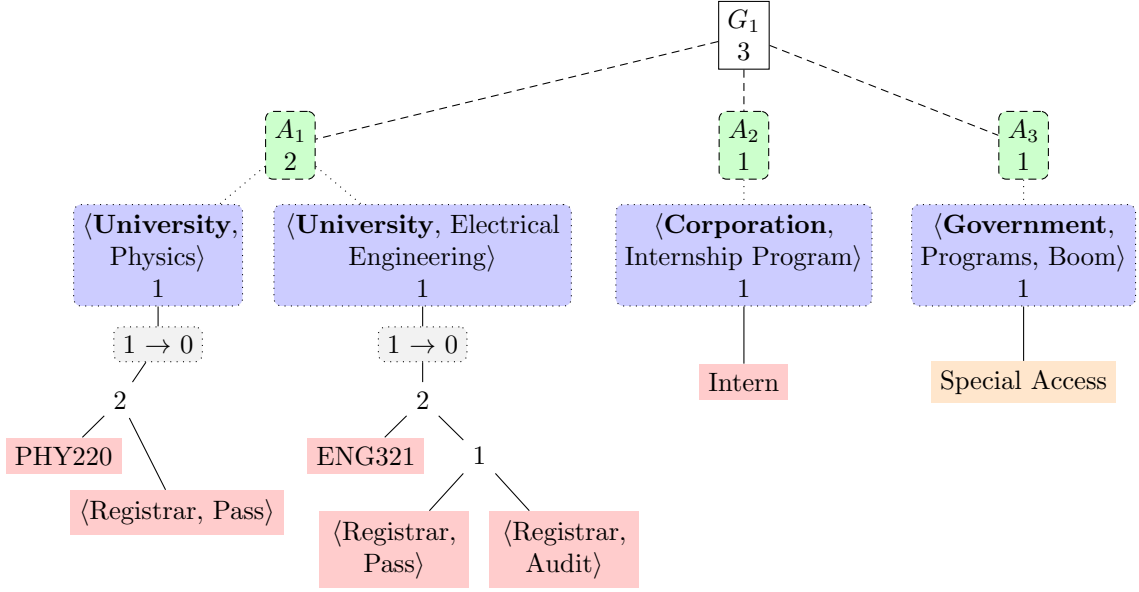 G₁
3
A₁
2
A₂
1
A₃
1
⟨University,
Physics⟩
1
⟨University, Electrical
Engineering⟩
1
⟨Corporation,
Internship Program⟩
1
⟨Government,
Programs, Boom⟩
1
1 → 0
1 → 0
Intern
Special Access
2
2
PHY220
ENG321
1
⟨Registrar, Pass⟩
⟨Registrar,
Pass⟩
⟨Registrar,
Audit⟩